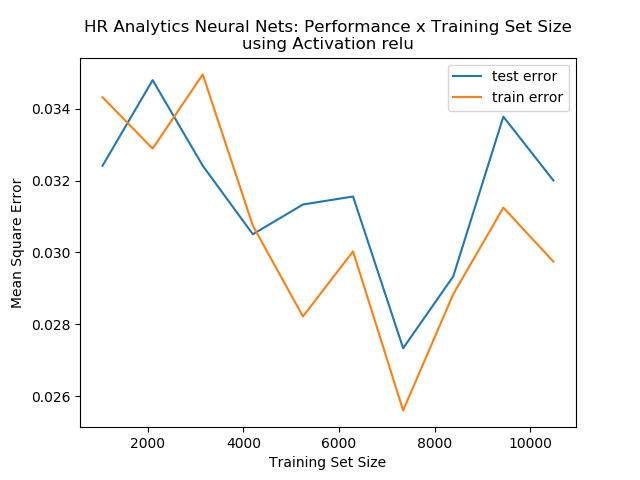 HR Analytics Neural Nets: Performance x Training Set Size
using Activation relu
test error
train error
0.034
0.032
0.030
0.028
0.026
Mean Square Error
2000
4000
6000
8000
10000
Training Set Size